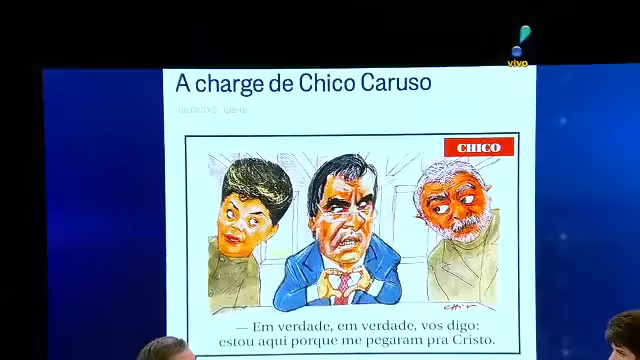 vivo
A charge de Chico Caruso
CHICO
— Em verdade, em verdade, vos digo:
estou aqui porque me pegaram pra Cristo.